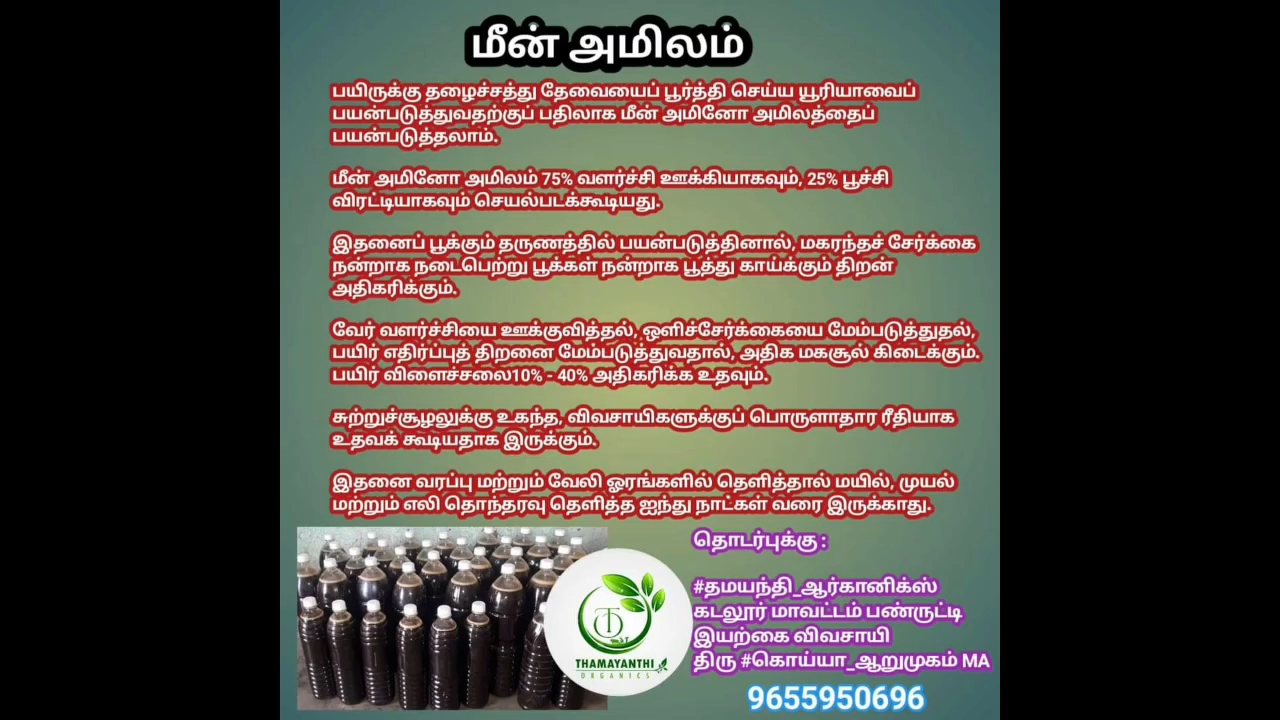 மீன் அமிலம்
பயிருக்கு தழைச்சத்து தேவையைப் பூர்த்தி செய்ய யூரியாவைப்
பயன்படுத்துவதற்குப் பதிலாக மீன் அமினோ அமிலத்தைப்
பயன்படுத்தலாம்.
மீன் அமினோ அமிலம் 75% வளர்ச்சி ஊக்கியாகவும், 25% பூச்சி
விரட்டியாகவும் செயல்படக்கூடியது.
இதனைப் பூக்கும் தருணத்தில் பயன்படுத்தினால், மகரந்தச் சேர்க்கை
நன்றாக நடைபெற்று பூக்கள் நன்றாக பூத்து காய்க்கும் திறன்
அதிகரிக்கும்.
வேர் வளர்ச்சியை ஊக்குவித்தல், ஒளிச்சேர்க்கையை மேம்படுத்துதல்,
பயிர் எதிர்ப்புத் திறனை மேம்படுத்துவதால், அதிக மகசூல் கிடைக்கும்.
பயிர் விளைச்சலை10% - 40% அதிகரிக்க உதவும்.
சுற்றுச்சூழலுக்கு உகந்த, விவசாயிகளுக்குப் பொருளாதார ரீதியாக
உதவக் கூடியதாக இருக்கும்.
இதனை வரப்பு மற்றும் வேலி ஓரங்களில் தெளித்தால் மயில், முயல்
மற்றும் எலி தொந்தரவு தெளித்த ஐந்து நாட்கள் வரை இருக்காது.
தொடர்புக்கு :
#தமயந்தி_ஆர்கானிக்ஸ்
கடலூர் மாவட்டம் பண்ருட்டி
இயற்கை விவசாயி
திரு #கொய்யா_ஆறுமுகம் MA
9655950696
THAMAYANTHI
ORGANICS